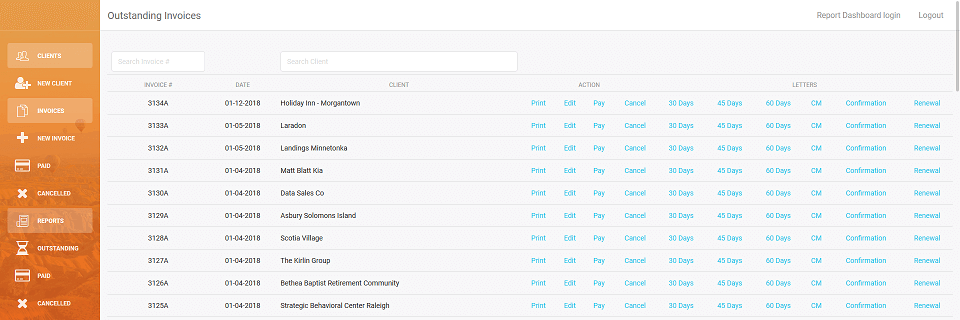 Outstanding Invoices Report Dashboard login Logout
CLIENTS
NEW CLIENT
INVOICES
NEW INVOICE
PAID
CANCELLED
REPORTS
OUTSTANDING
PAID
CANCELLED
Search Invoice # Search Client
INVOICE # DATE CLIENT ACTION LETTERS
3134A 01-12-2018 Holiday Inn - Morgantown Print Edit Pay Cancel 30 Days 45 Days 60 Days CM Confirmation Renewal
3133A 01-05-2018 Laradon Print Edit Pay Cancel 30 Days 45 Days 60 Days CM Confirmation Renewal
3132A 01-05-2018 Landings Minnetonka Print Edit Pay Cancel 30 Days 45 Days 60 Days CM Confirmation Renewal
3131A 01-04-2018 Matt Blatt Kia Print Edit Pay Cancel 30 Days 45 Days 60 Days CM Confirmation Renewal
3130A 01-04-2018 Data Sales Co Print Edit Pay Cancel 30 Days 45 Days 60 Days CM Confirmation Renewal
3129A 01-04-2018 Asbury Solomons Island Print Edit Pay Cancel 30 Days 45 Days 60 Days CM Confirmation Renewal
3128A 01-04-2018 Scotia Village Print Edit Pay Cancel 30 Days 45 Days 60 Days CM Confirmation Renewal
3127A 01-04-2018 The Kirlin Group Print Edit Pay Cancel 30 Days 45 Days 60 Days CM Confirmation Renewal
3126A 01-04-2018 Bethea Baptist Retirement Community Print Edit Pay Cancel 30 Days 45 Days 60 Days CM Confirmation Renewal
3125A 01-04-2018 Strategic Behavioral Center Raleigh Print Edit Pay Cancel 30 Days 45 Days 60 Days CM Confirmation Renewal